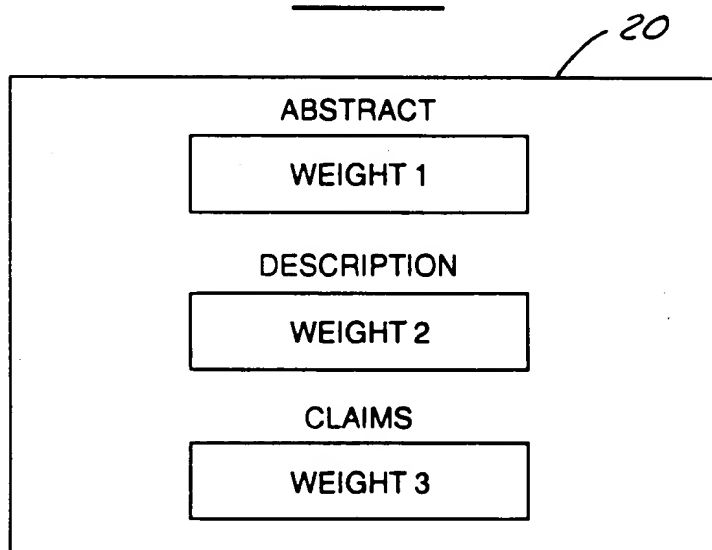 20
ABSTRACT
WEIGHT 1
DESCRIPTION
WEIGHT 2
CLAIMS
WEIGHT 3